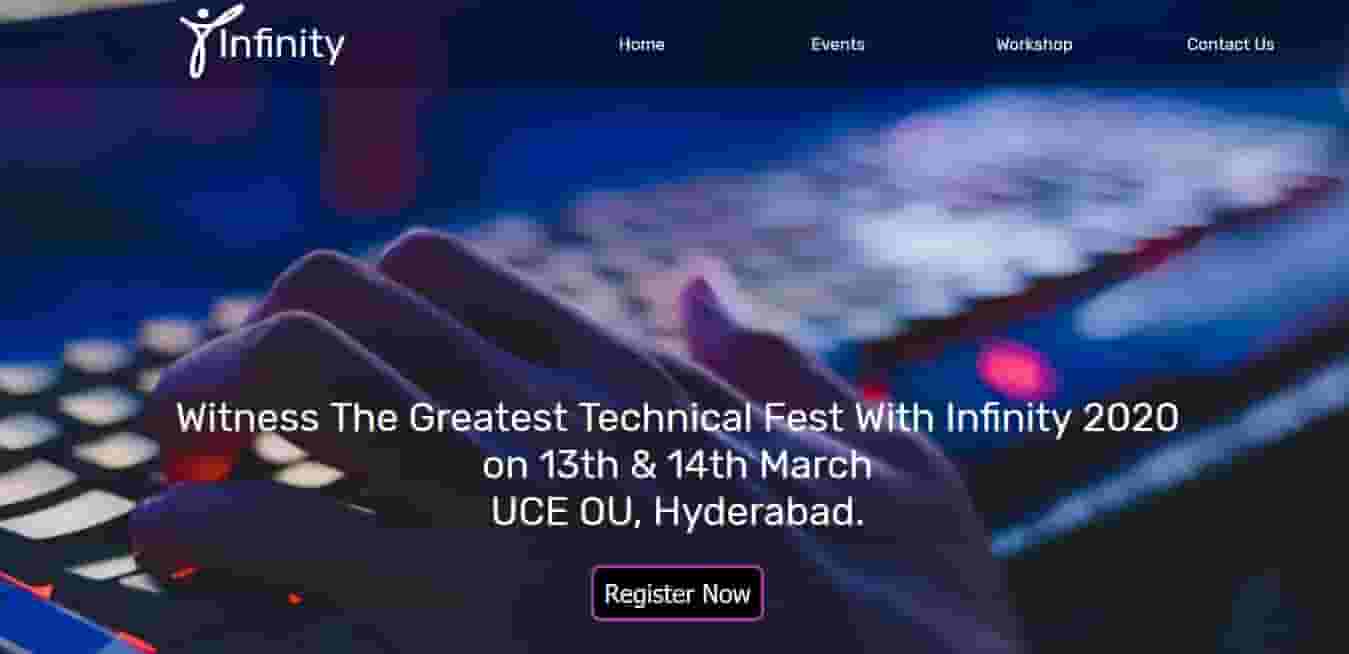 Infinity
Home Events Workshop Contact Us
Witness The Greatest Technical Fest With Infinity 2020
on 13th & 14th March
UCE OU, Hyderabad.
Register Now